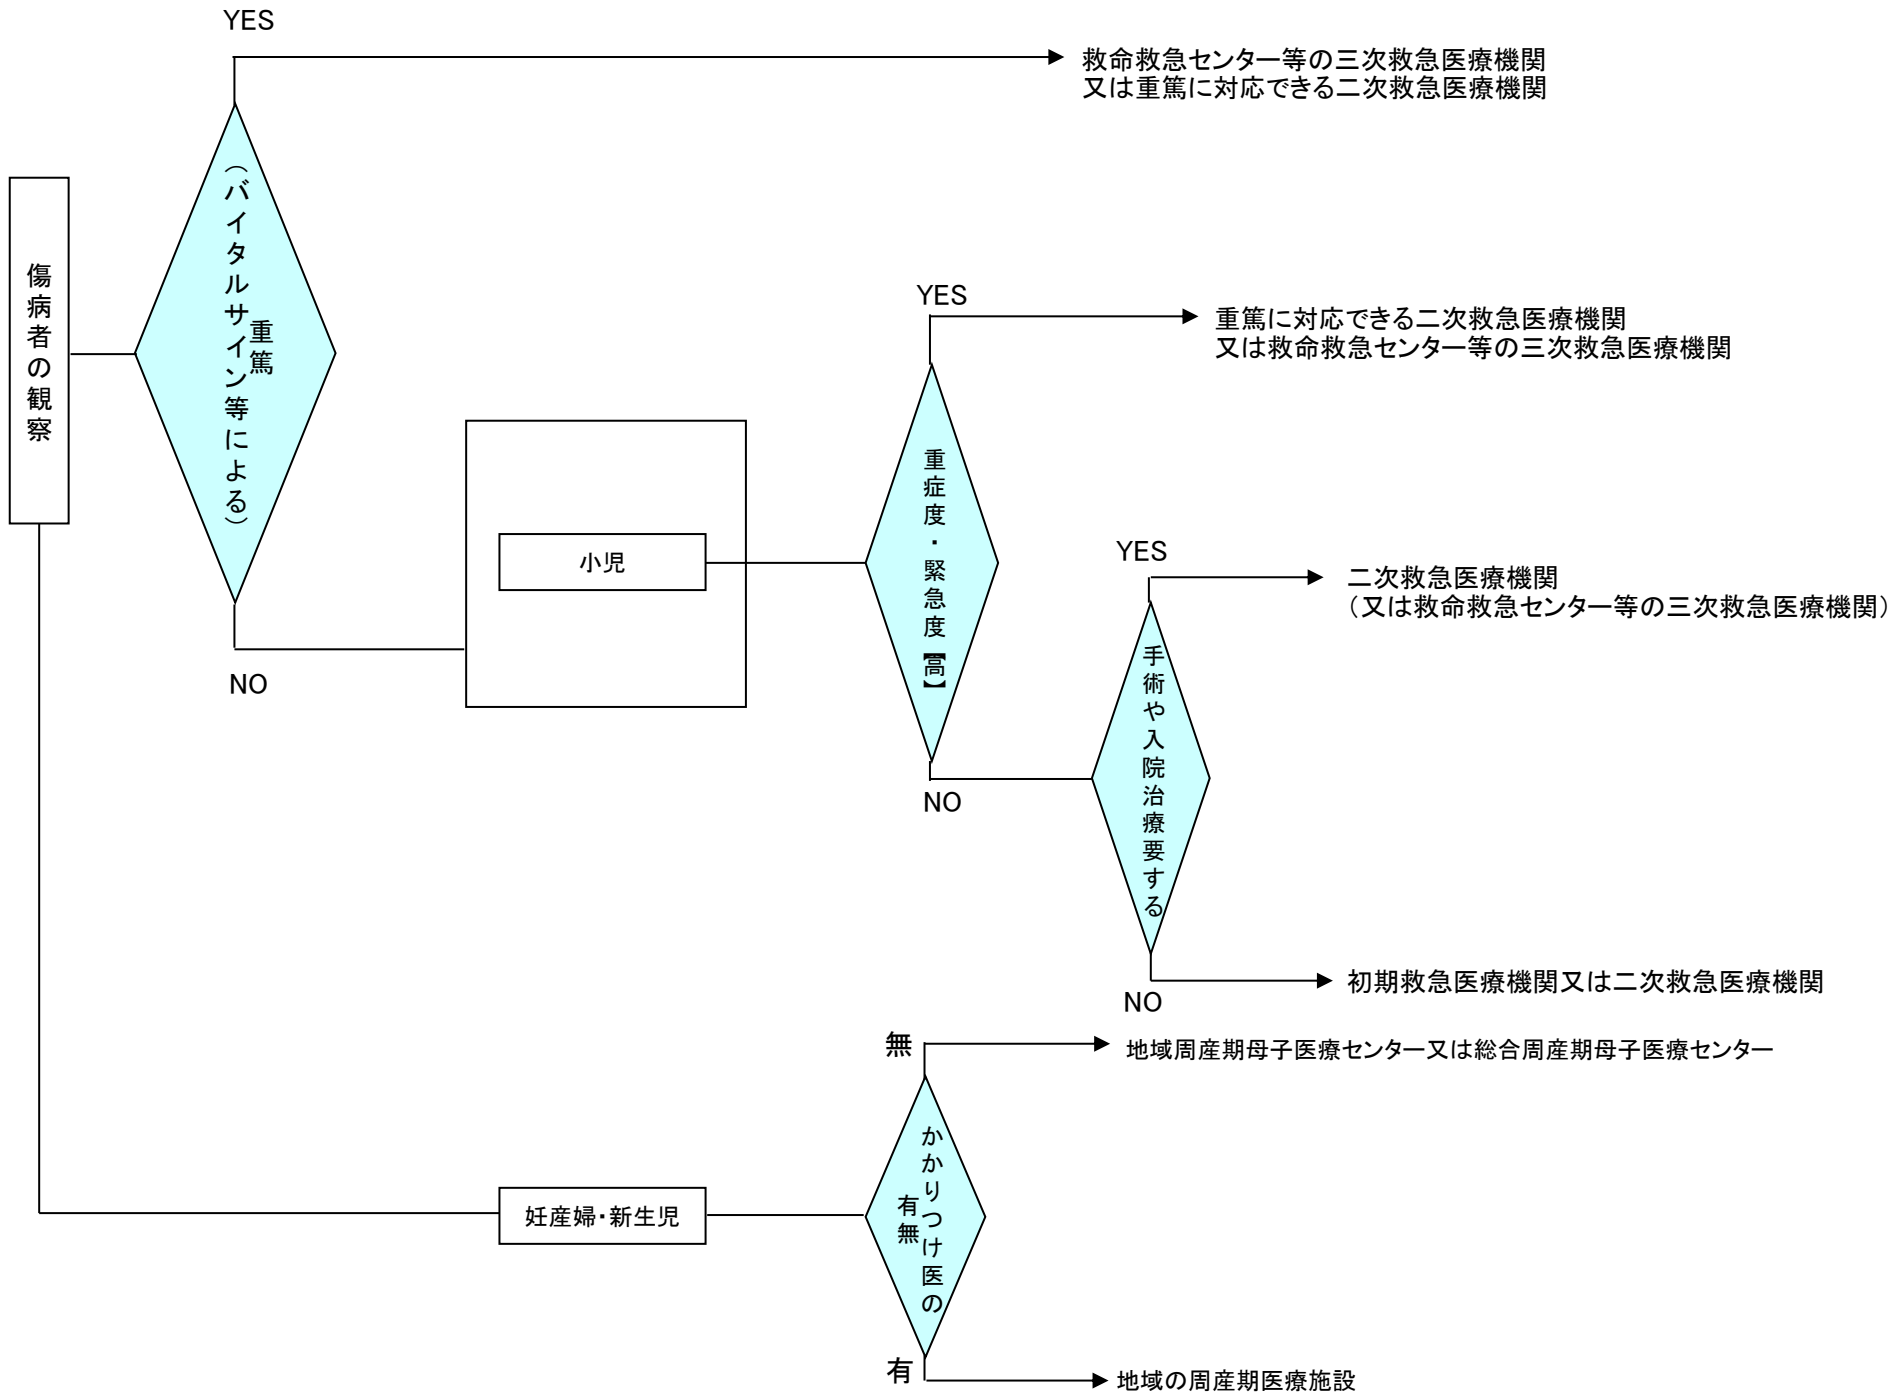 YES
救命救急センター等の三次救急医療機関
又は重篤に対応できる二次救急医療機関
傷病者の観察
重篤
（バイタルサイン等による）
NO
小児
YES
重篤に対応できる二次救急医療機関
又は救命救急センター等の三次救急医療機関
重症度・緊急度【高】
NO
YES
二次救急医療機関
（又は救命救急センター等の三次救急医療機関）
手術や入院治療要する
NO
初期救急医療機関又は二次救急医療機関
無
地域周産期母子医療センター又は総合周産期母子医療センター
妊産婦・新生児
かかりつけ医の
有無
有
地域の周産期医療施設